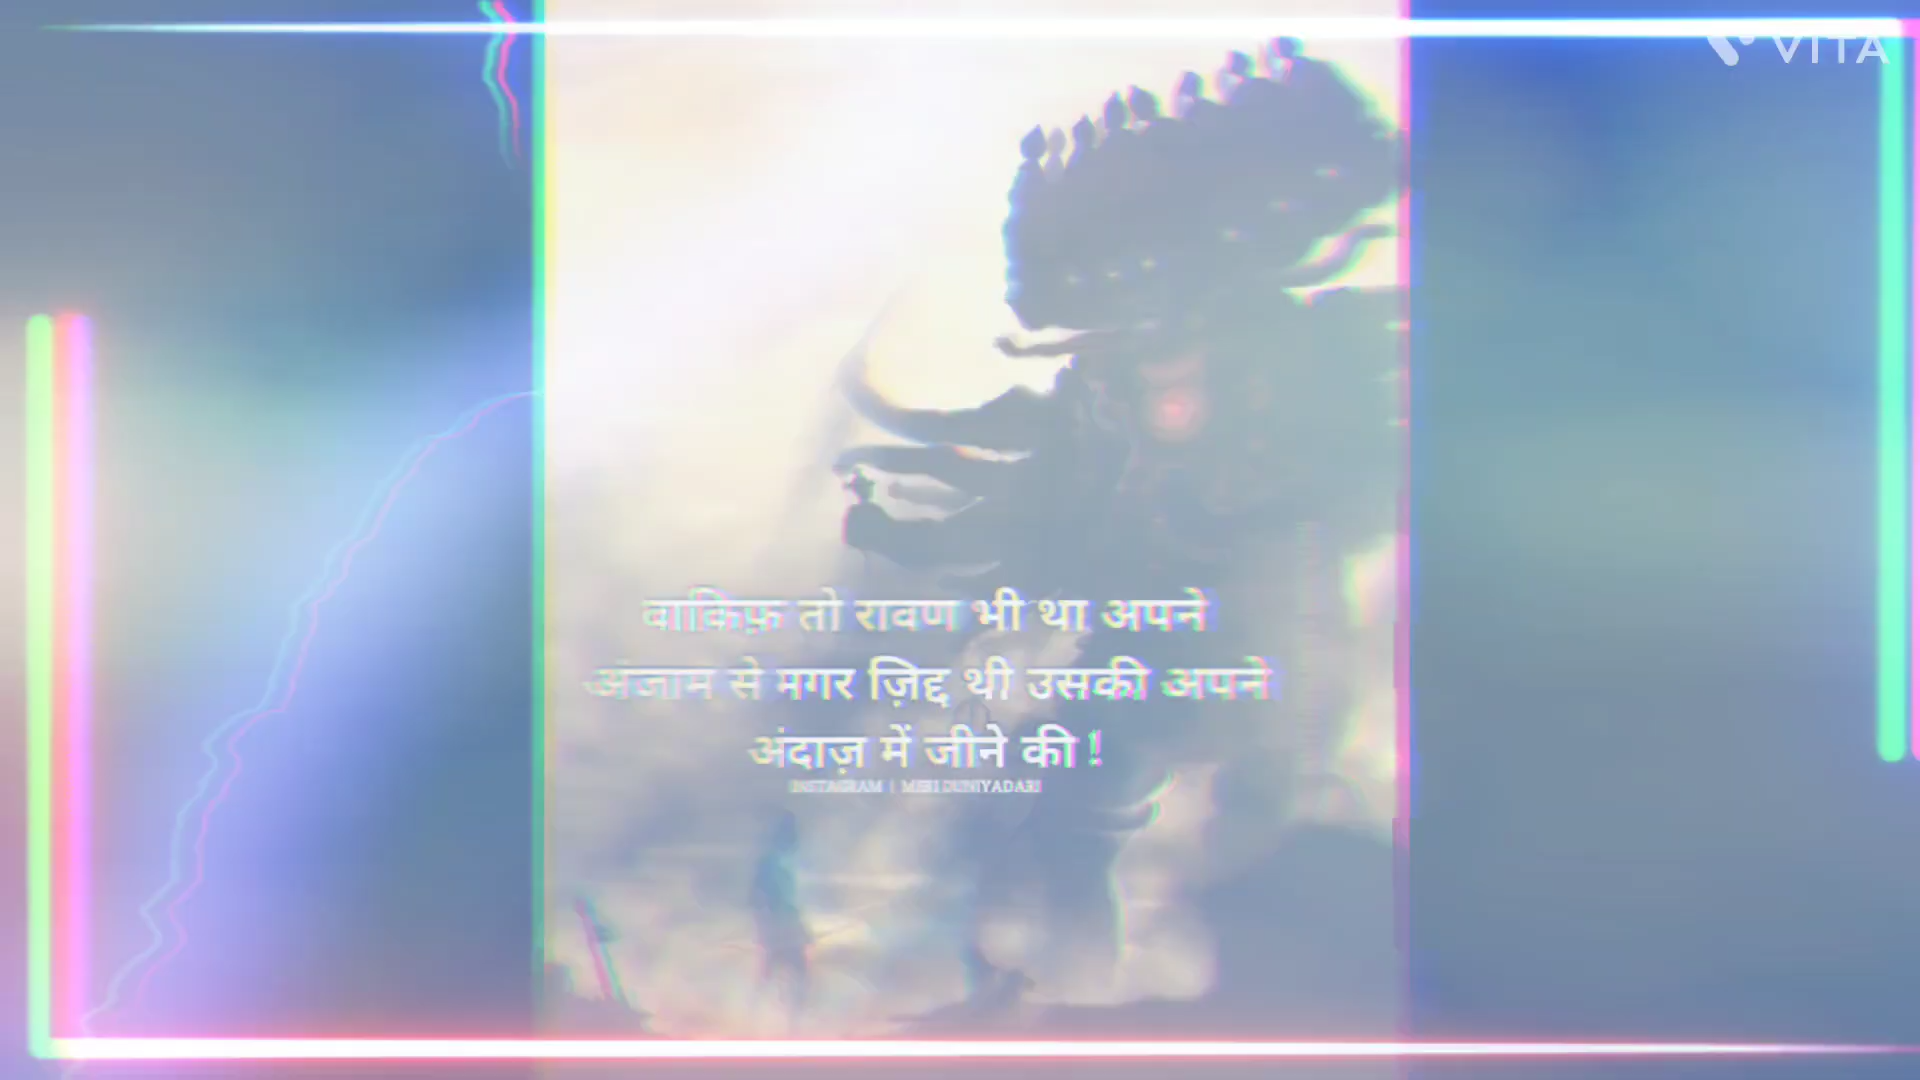 VITA
वाकिफ़ तो रावण भी था अपने
अंजाम से मगर ज़िद्द थी उसकी अपने
अंदाज़ में जीने की !
INSTAGRAM | MERI DUNIYADARI